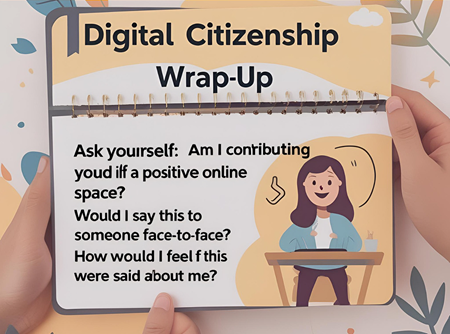 Digital Citizenship
Wrap-Up
Ask yourself: Am I contributing
youd iff a positive online
space?
Would I say this to
someone face-to-face?
How would I feel f this
were said about me?